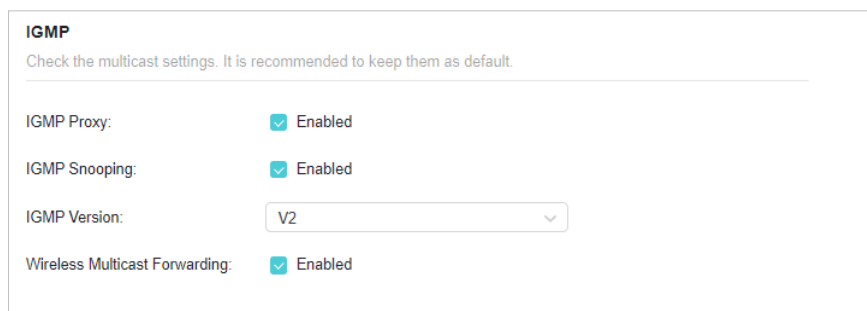 IGMP
Check the multicast settings. It is recommended to keep them as default.
IGMP Proxy: Enabled
IGMP Snooping: Enabled
IGMP Version: V2
Wireless Multicast Forwarding: Enabled